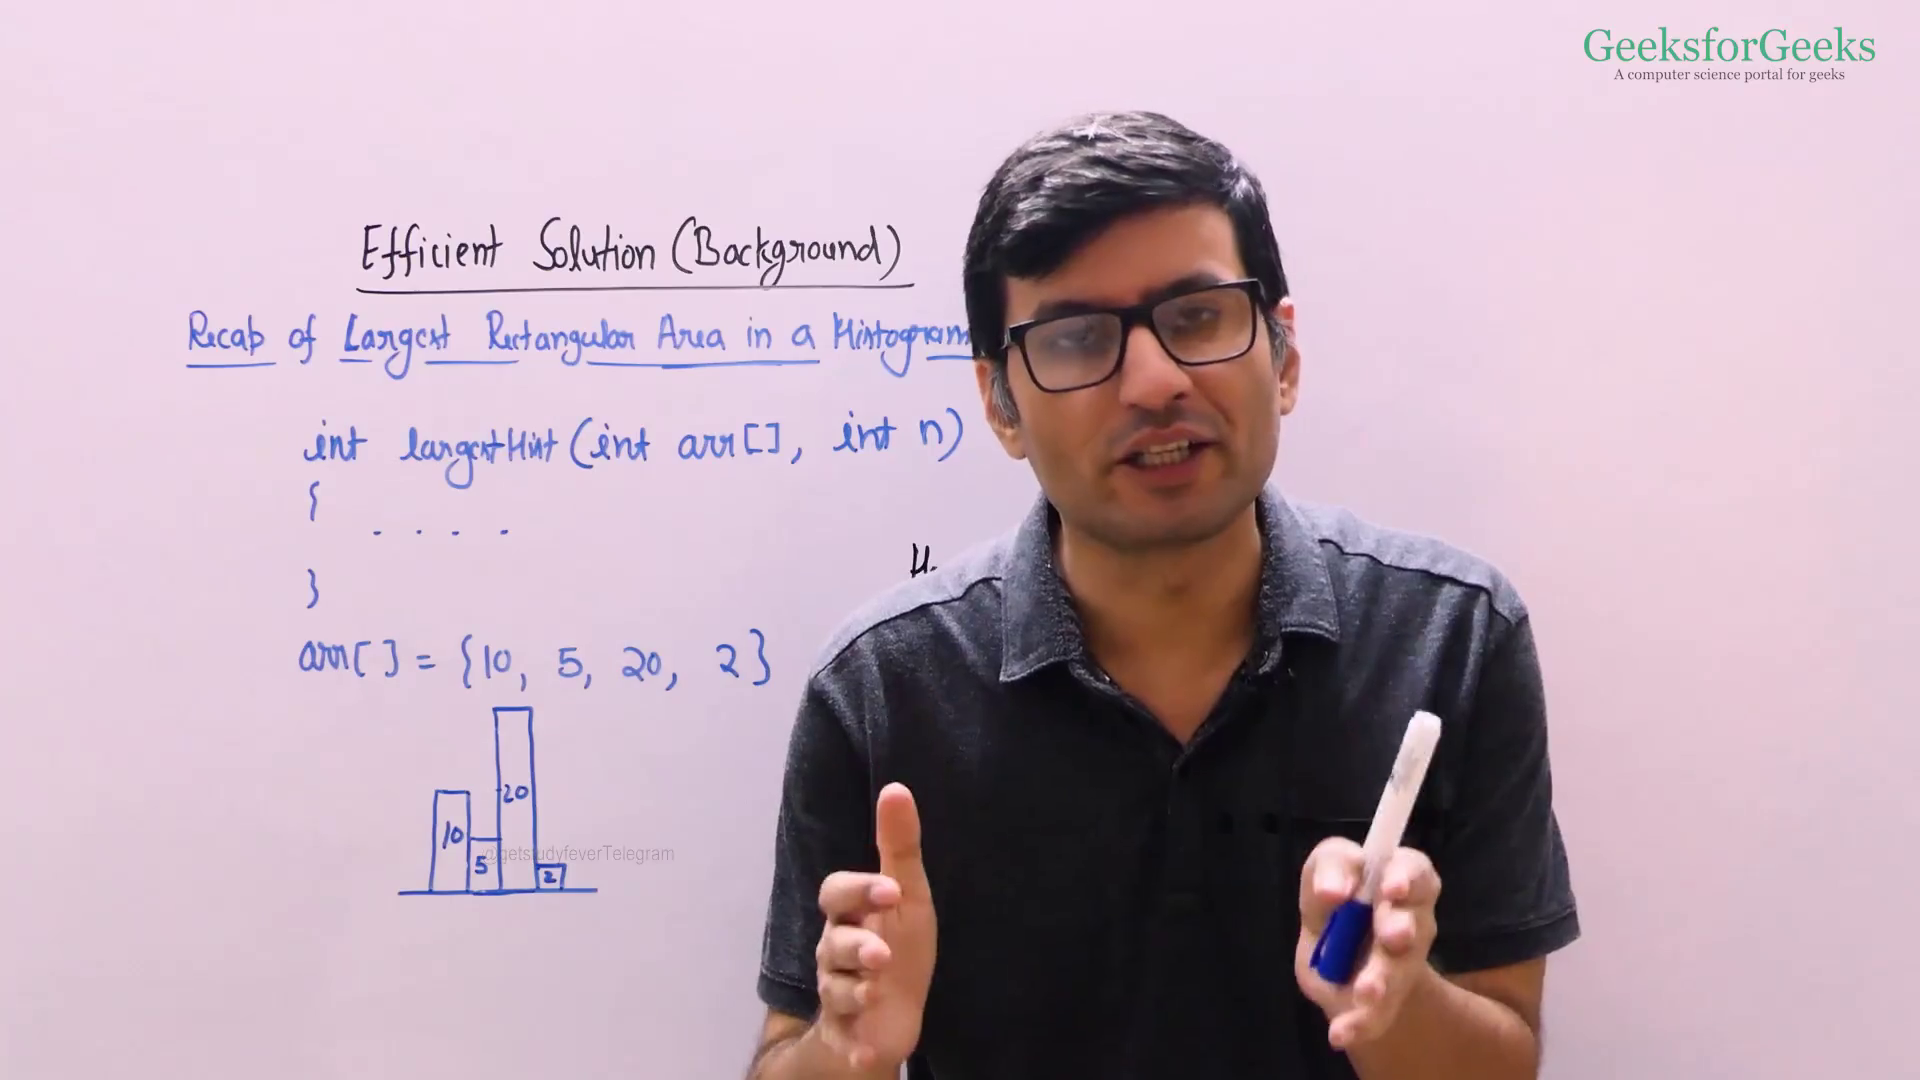 GeeksforGeeks
A computer science portal for geeks
Efficient Solution (Background)
Recap of Largest Rectangular Area in a Histogram
int largestHist (int arr[], int n)
{
. . . .
}
arr[] = {10, 5, 20, 2}
20
10
5
2
@getstudyfeverTelegram